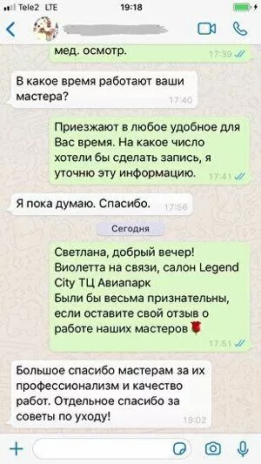 Tele2 LTE 19:18
мед. осмотр.
17:39
В какое время работают ваши
мастера?
17:40
Приезжают в любое удобное для
Вас время. На какое число
хотели бы сделать запись, я
уточню эту информацию. 17:41
Я пока думаю. Спасибо. 17:56
Сегодня
Светлана, добрый вечер!
Виолетта на связи, салон Legend
City ТЦ Авиапарк
Были бы весьма признательны,
если оставите свой отзыв о
работе наших мастеров🌹
17:51
Большое спасибо мастерам за их
профессионализм и качество
работ. Отдельное спасибо за
советы по уходу! 19:02